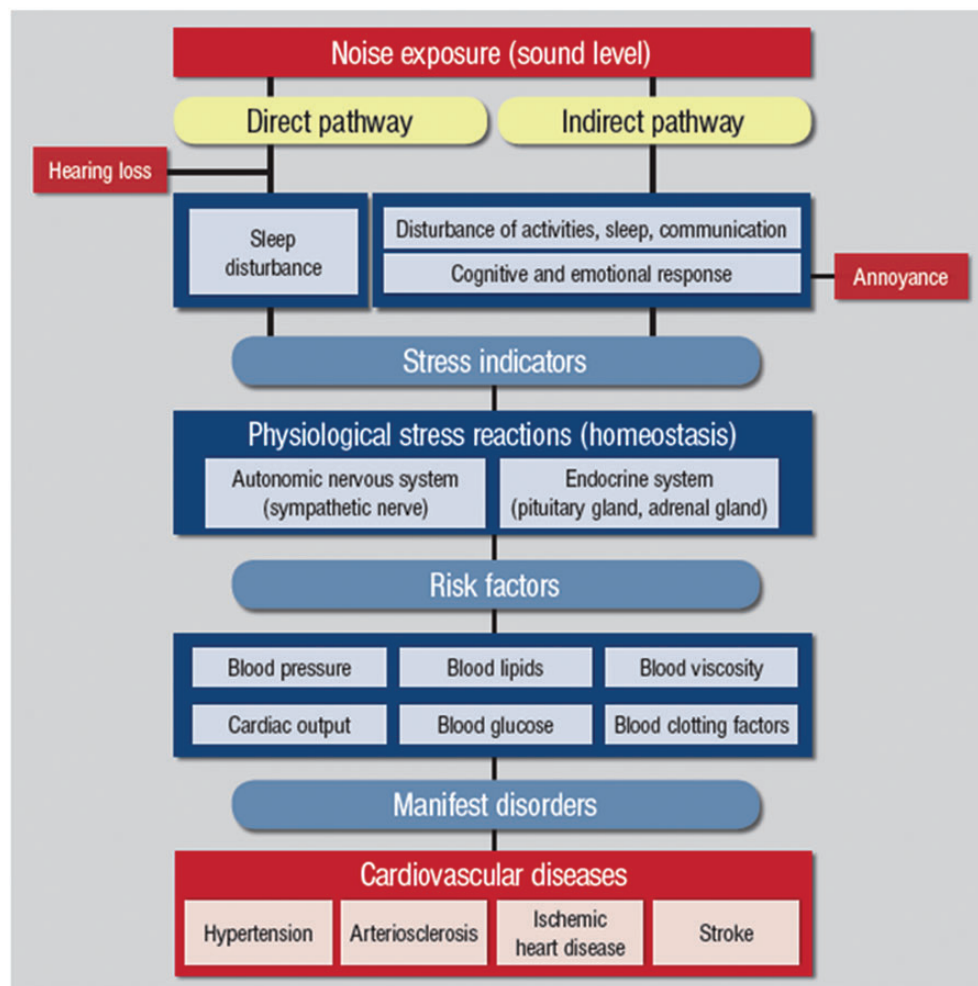 Noise exposure (sound level)
Direct pathway
Indirect pathway
Hearing loss
Sleep
disturbance
Disturbance of activities, sleep, communication
Cognitive and emotional response
Annoyance
Stress indicators
Physiological stress reactions (homeostasis)
Autonomic nervous system
(sympathetic nerve)
Endocrine system
(pituitary gland, adrenal gland)
Risk factors
Blood pressure
Blood lipids
Blood viscosity
Cardiac output
Blood glucose
Blood clotting factors
Manifest disorders
Cardiovascular diseases
Hypertension
Arteriosclerosis
Ischemic
heart disease
Stroke